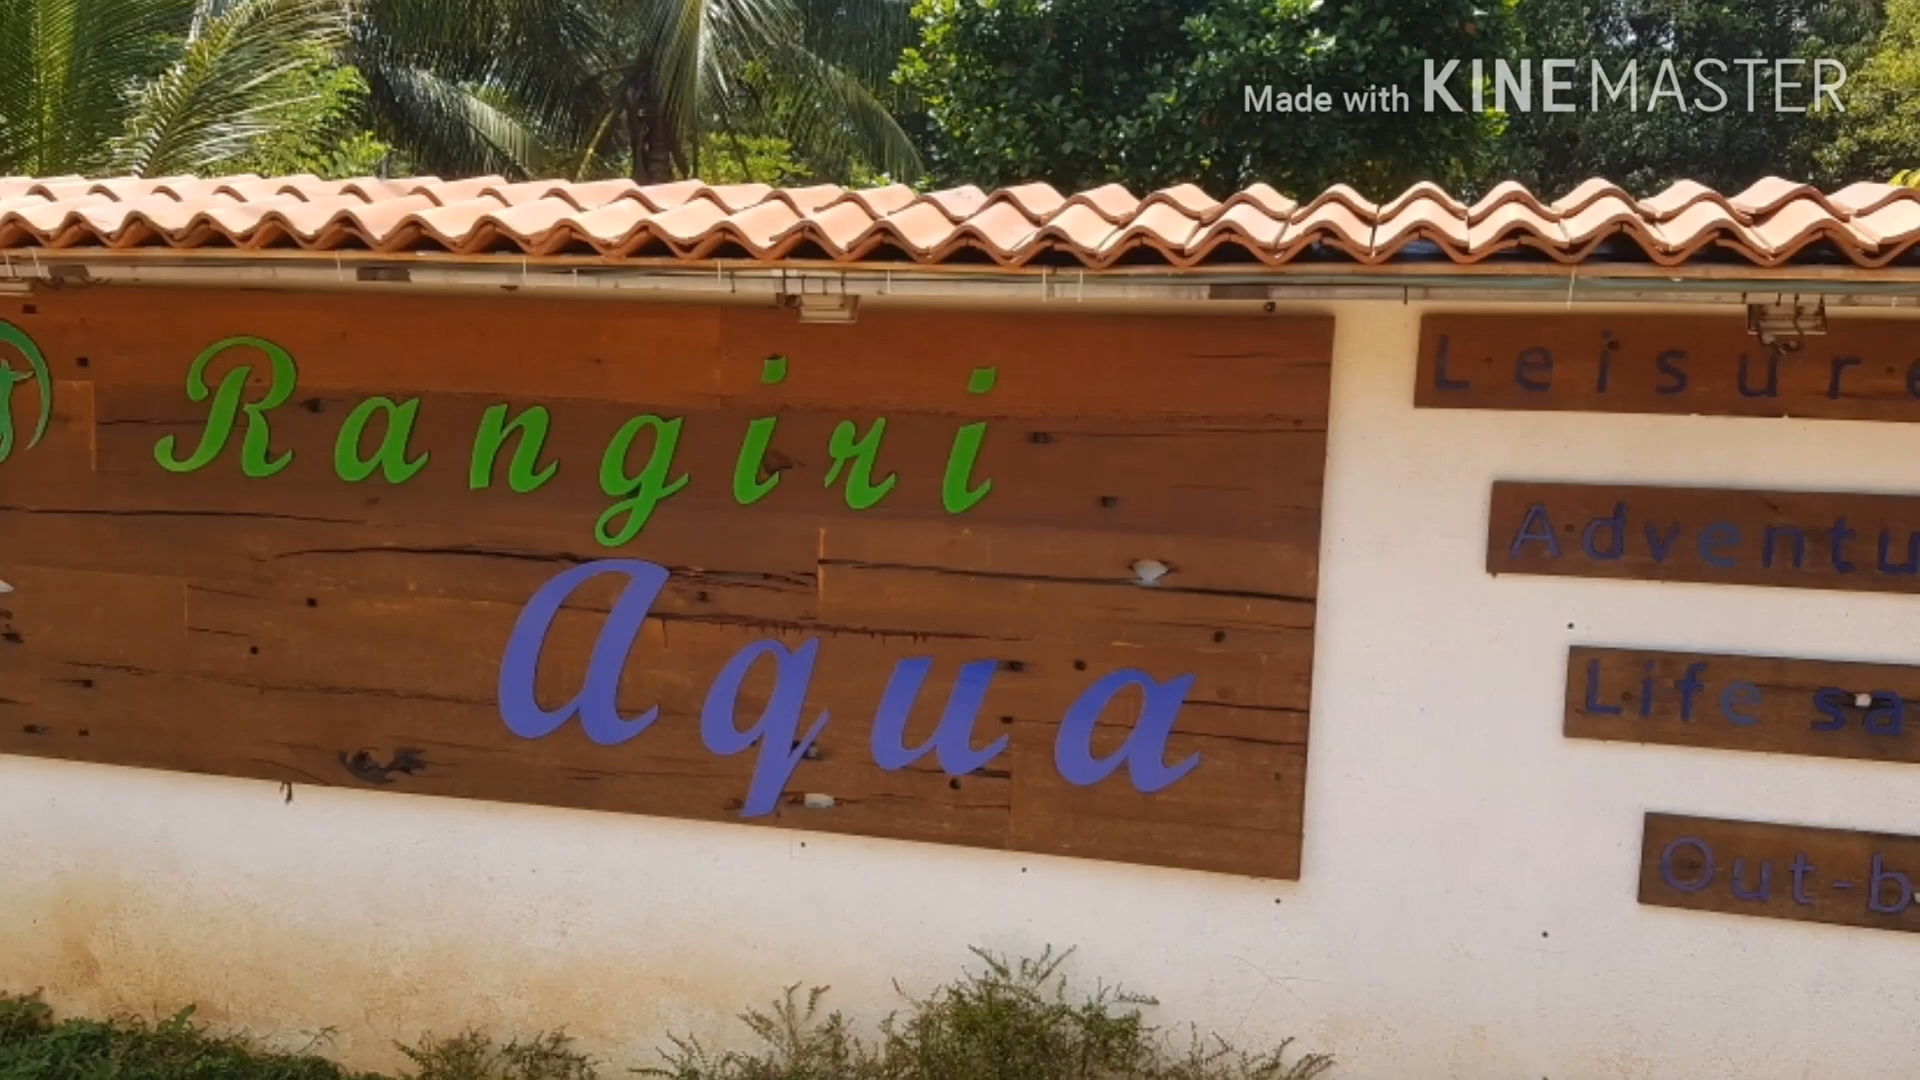 Made with KINEMASTER
Rangiri
Aqua
Leisure
Adventu
Life sa
Out-b